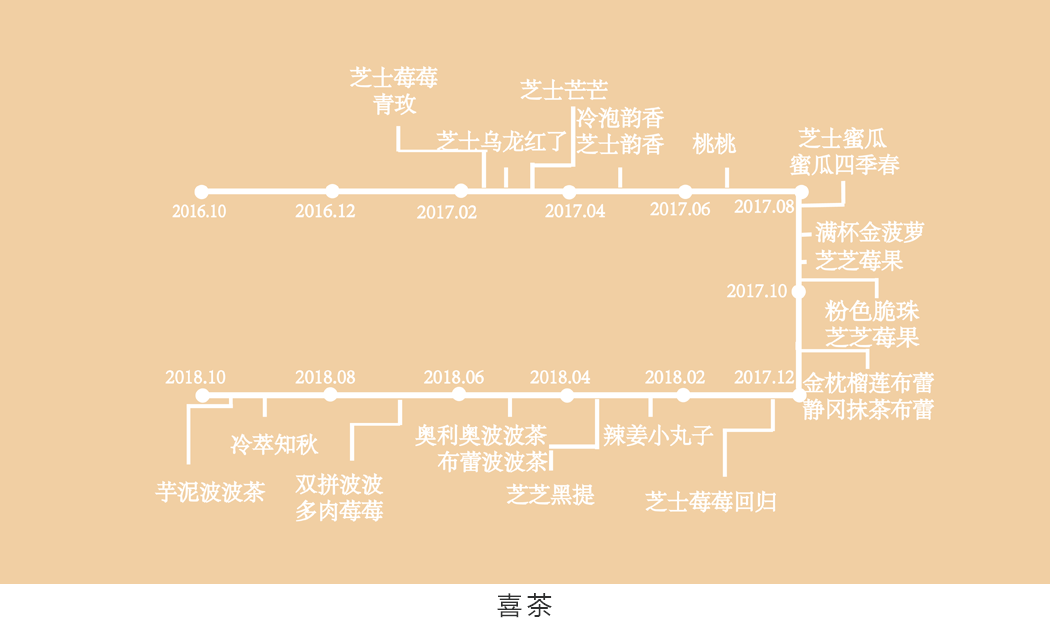 芝士莓莓
青玫
芝士乌龙红了
芝士芒芒
冷泡韵香
芝士韵香
桃桃
芝士蜜瓜
蜜瓜四季春
2016.10
2016.12
2017.02
2017.04
2017.06
2017.08
满杯金菠萝
芝芝莓果
2017.10
粉色脆珠
芝芝莓果
2018.10
2018.08
2018.06
2018.04
2018.02
2017.12
金枕榴莲布蕾
静冈抹茶布蕾
冷萃知秋
奥利奥波波茶
布蕾波波茶
辣姜小丸子
芋泥波波茶
双拼波波
多肉莓莓
芝芝黑提
芝士莓莓回归
喜茶